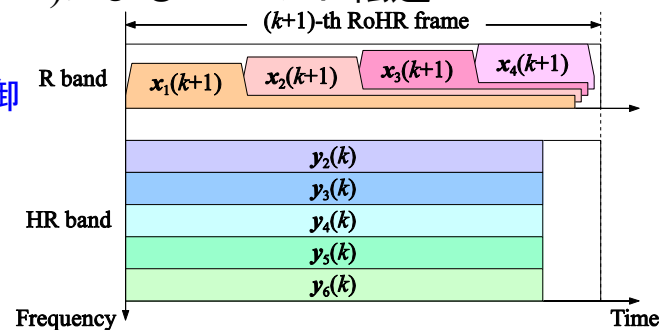 (k+1)-th RoHR frame
R band
x₁(k+1)
x₂(k+1)
x₃(k+1)
x₄(k+1)
御
HR band
y₂(k)
y₃(k)
y₄(k)
y₅(k)
y₆(k)
Frequency
Time